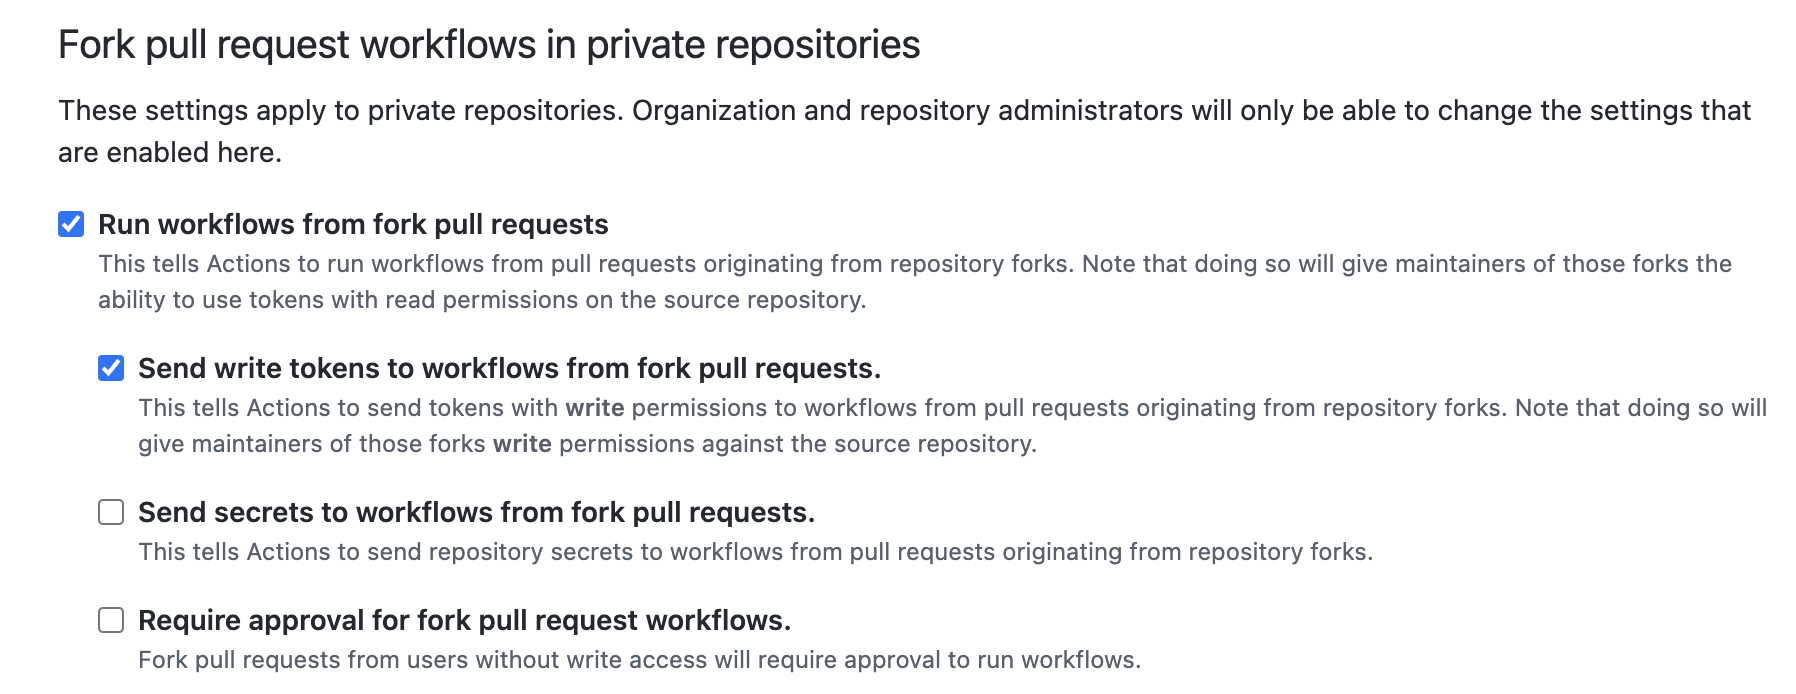 Fork pull request workflows in private repositories
These settings apply to private repositories. Organization and repository administrators will only be able to change the settings that
are enabled here.
Run workflows from fork pull requests
This tells Actions to run workflows from pull requests originating from repository forks. Note that doing so will give maintainers of those forks the
ability to use tokens with read permissions on the source repository.
Send write tokens to workflows from fork pull requests.
This tells Actions to send tokens with write permissions to workflows from pull requests originating from repository forks. Note that doing so will
give maintainers of those forks write permissions against the source repository.
Send secrets to workflows from fork pull requests.
This tells Actions to send repository secrets to workflows from pull requests originating from repository forks.
Require approval for fork pull request workflows.
Fork pull requests from users without write access will require approval to run workflows.